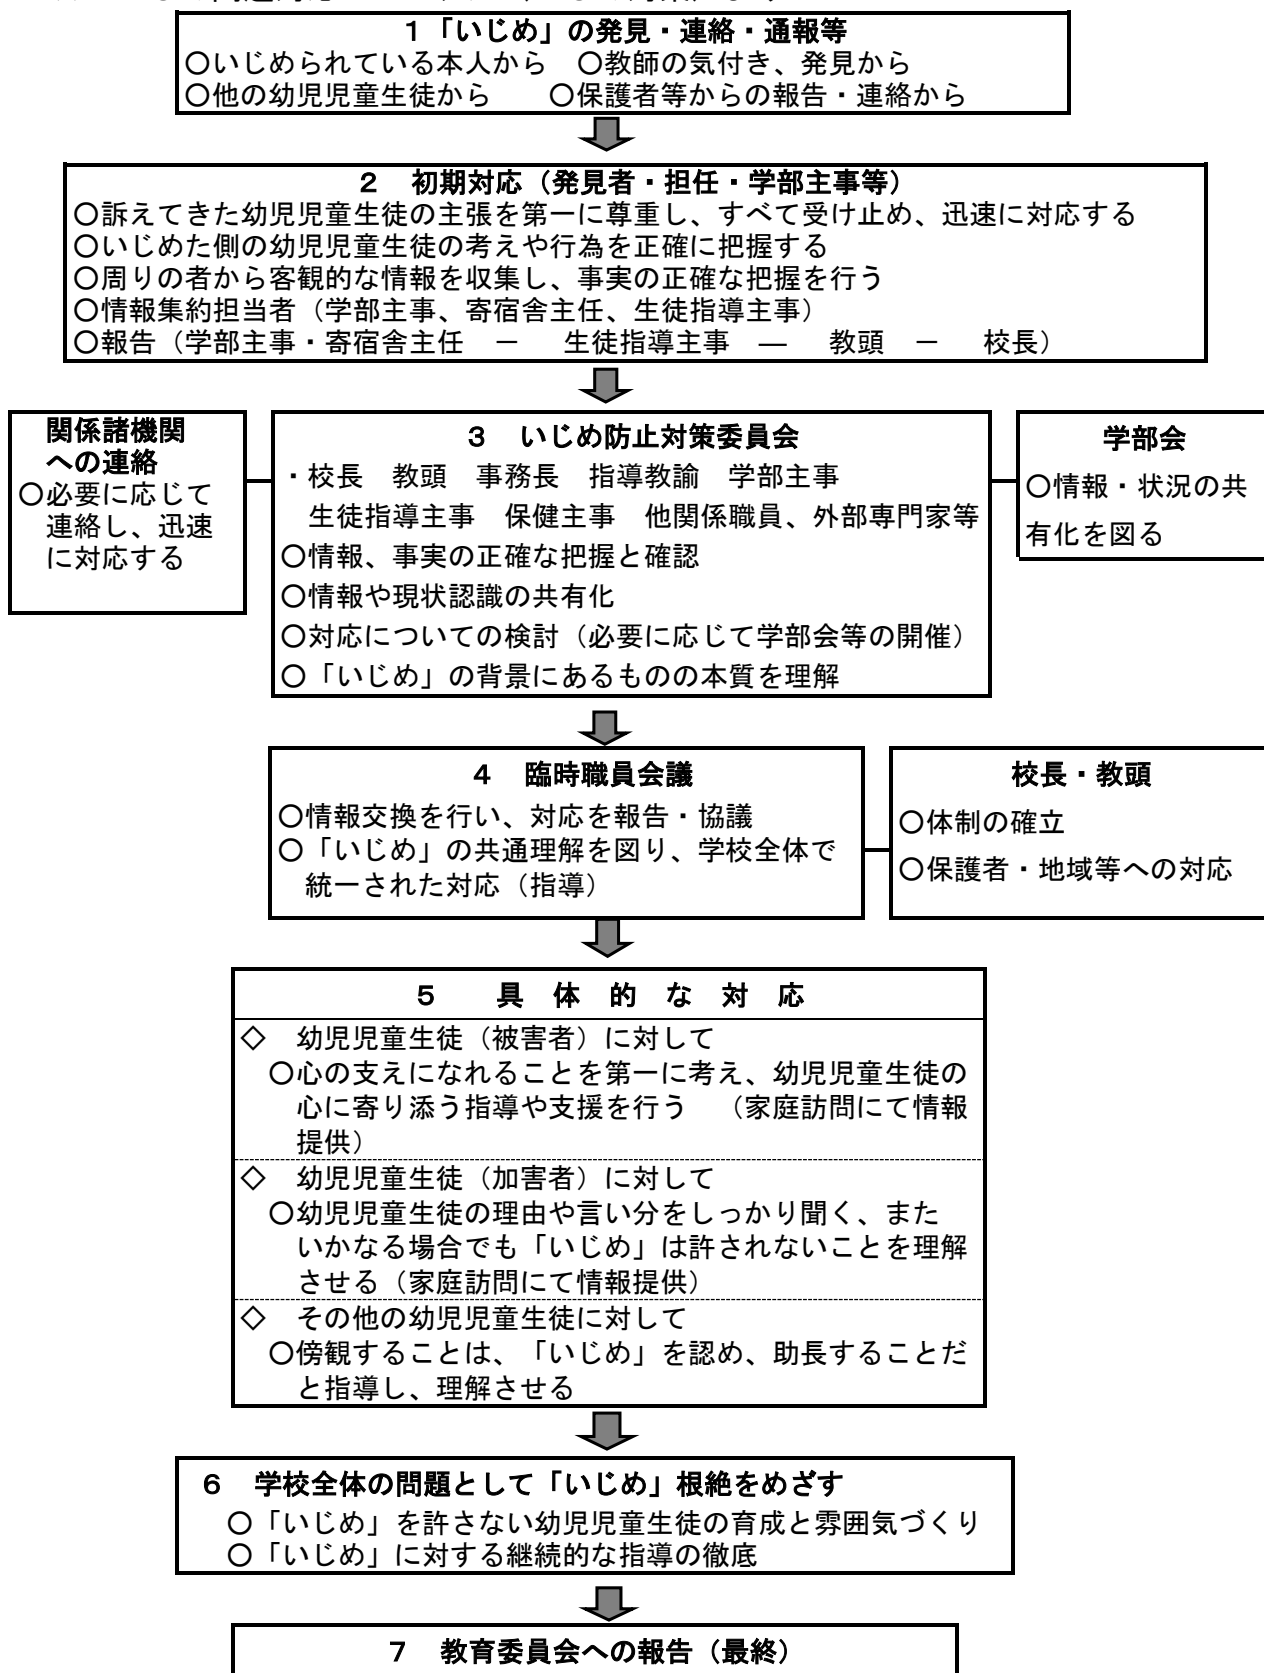 １「いじめ」の発見・連絡・通報等
〇いじめられている本人から　〇教師の気付き、発見から
〇他の幼児児童生徒から　　〇保護者等からの報告・連絡から
２　初期対応（発見者・担任・学部主事等）
〇訴えてきた幼児児童生徒の主張を第一に尊重し、すべて受け止め、迅速に対応する
〇いじめた側の幼児児童生徒の考えや行為を正確に把握する
〇周りの者から客観的な情報を収集し、事実の正確な把握を行う
〇情報集約担当者（学部主事、寄宿舎主任、生徒指導主事）
〇報告（学部主事・寄宿舎主任　－　生徒指導主事　―　教頭　－　校長）
関係諸機関
への連絡
〇必要に応じて
連絡し、迅速
に対応する
３　いじめ防止対策委員会
・校長　教頭　事務長　指導教諭　学部主事
生徒指導主事　保健主事　他関係職員、外部専門家等
〇情報、事実の正確な把握と確認
〇情報や現状認識の共有化
〇対応についての検討（必要に応じて学部会等の開催）
〇「いじめ」の背景にあるものの本質を理解
学部会
〇情報・状況の共
有化を図る
４　臨時職員会議
〇情報交換を行い、対応を報告・協議
〇「いじめ」の共通理解を図り、学校全体で
統一された対応（指導）
校長・教頭
〇体制の確立
〇保護者・地域等への対応
５　具　体　的　な　対　応
◇　幼児児童生徒（被害者）に対して
〇心の支えになれることを第一に考え、幼児児童生徒の
心に寄り添う指導や支援を行う　（家庭訪問にて情報
提供）
◇　幼児児童生徒（加害者）に対して
〇幼児児童生徒の理由や言い分をしっかり聞く、また
いかなる場合でも「いじめ」は許されないことを理解
させる（家庭訪問にて情報提供）
◇　その他の幼児児童生徒に対して
〇傍観することは、「いじめ」を認め、助長することだ
と指導し、理解させる
６　学校全体の問題として「いじめ」根絶をめざす
〇「いじめ」を許さない幼児児童生徒の育成と雰囲気づくり
〇「いじめ」に対する継続的な指導の徹底
７　教育委員会への報告（最終）